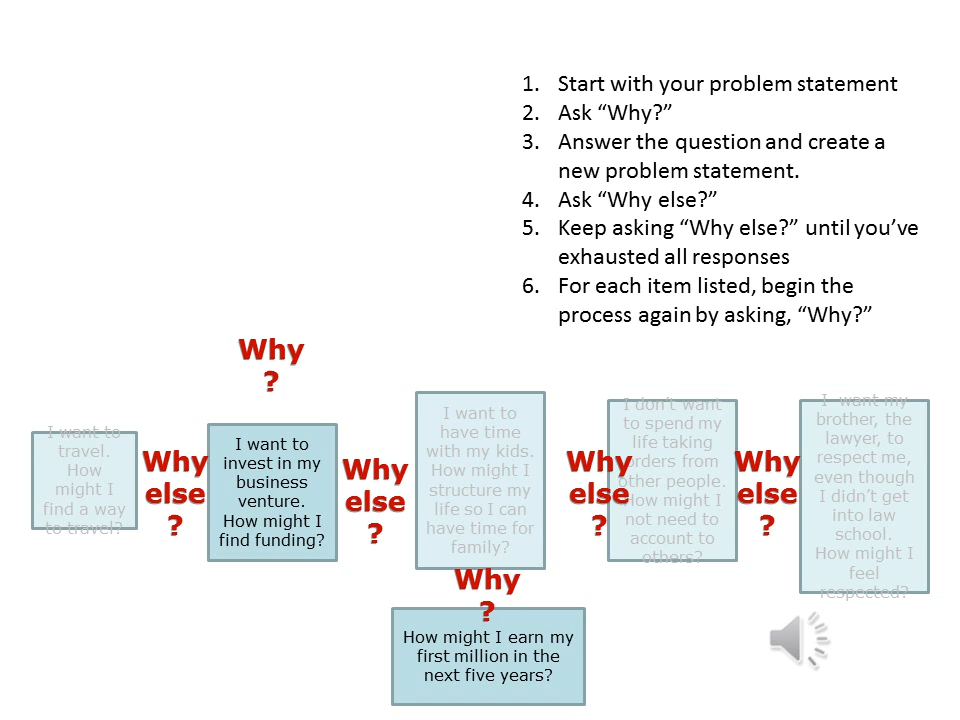 1. Start with your problem statement
2. Ask “Why?”
3. Answer the question and create a
new problem statement.
4. Ask “Why else?”
5. Keep asking “Why else?” until you’ve
exhausted all responses
6. For each item listed, begin the
process again by asking, “Why?”
Why
?
I want to
travel.
How
might I
find a way
to travel?
Why
else
?
I want to
invest in my
business
venture.
How might I
find funding?
Why
else
?
I want to
have time
with my kids.
How might I
structure my
life so I can
have time for
family?
Why
else
?
I don’t want
to spend my
life taking
orders from
other people.
How might I
not need to
account to
others?
Why
else
?
I want my
brother, the
lawyer, to
respect me,
even though
I didn’t get
into law
school.
How might I
feel
respected?
Why
?
How might I earn my
first million in the
next five years?